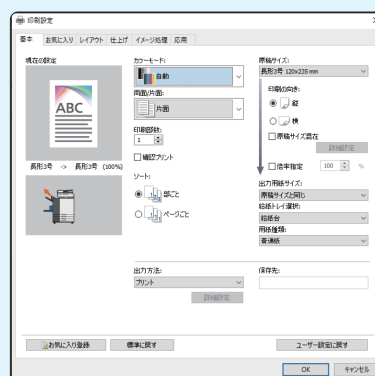 印刷設定
基本 お気に入り レイアウト 仕上げ イメージ処理 応用
現在の設定
ABC
長形3号 -> 長形3号 (100%)
カラーモード:
自動
両面/片面:
片面
印刷部数:
1
確認プリント
ソート:
部ごと
ページごと
出力方法:
プリント
詳細設定
原稿サイズ:
長形3号 120x235 mm
印刷の向き:
縦
横
原稿サイズ混在
詳細設定
倍率指定 100 %
出力用紙サイズ:
原稿サイズと同じ
給紙トレイ選択:
給紙台
用紙種類:
普通紙
保存先:
お気に入り登録 標準に戻す ユーザー設定に戻す
OK キャンセル